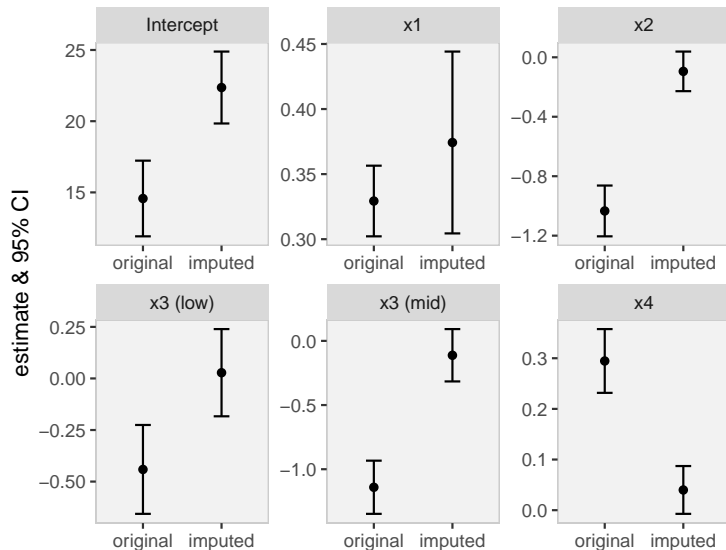 estimate & 95% CI
Intercept
25
20
15
original imputed
x1
0.45
0.40
0.35
0.30
original imputed
x2
0.0
−0.4
−0.8
−1.2
original imputed
x3 (low)
0.25
0.00
−0.25
−0.50
original imputed
x3 (mid)
0.0
−0.5
−1.0
original imputed
x4
0.3
0.2
0.1
0.0
original imputed